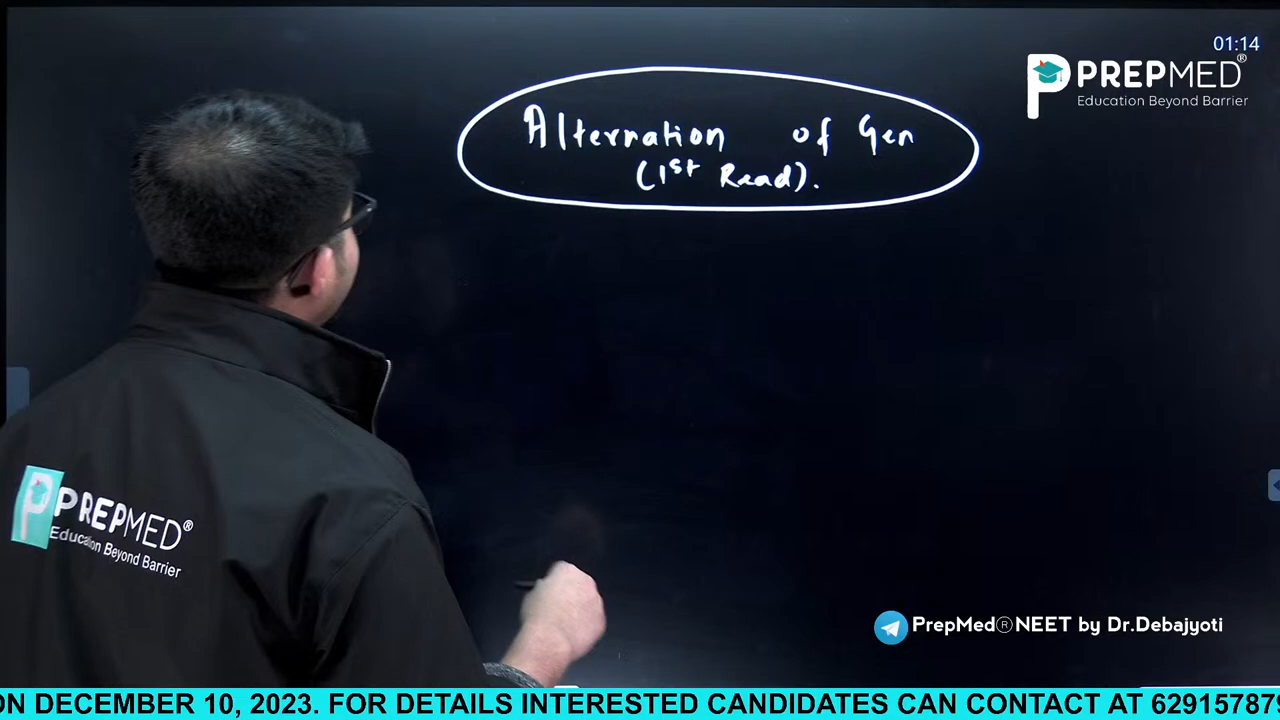 01:14
PREPMED®
Education Beyond Barrier
Alternation of Gen
(1st Read).
PREPMED®
Education Beyond Barrier
PrepMed®NEET by Dr.Debajyoti
ON DECEMBER 10, 2023. FOR DETAILS INTERESTED CANDIDATES CAN CONTACT AT 629157879